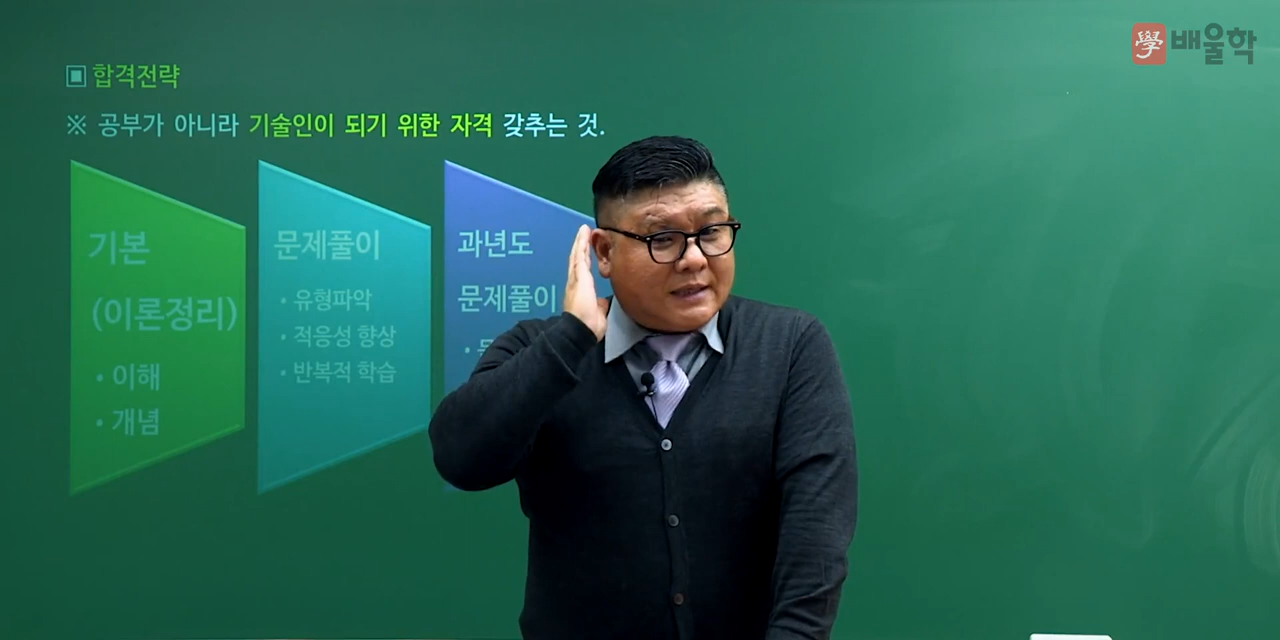 學 배울학
▣ 합격전략
※ 공부가 아니라 기술인이 되기 위한 자격 갖추는 것.
기본
(이론정리)
• 이해
• 개념
문제풀이
• 유형파악
• 적응성 향상
• 반복적 학습
과년도
문제풀이